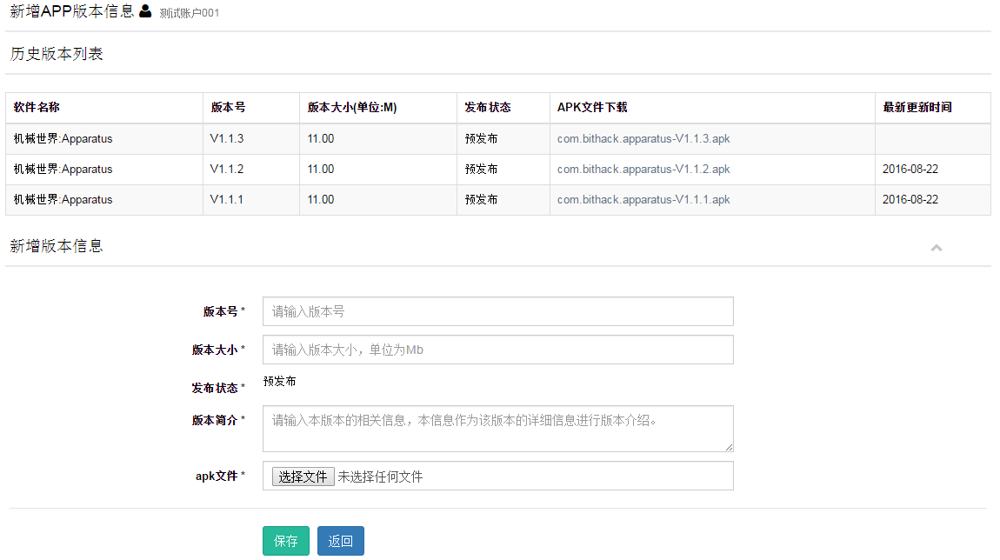 新增APP版本信息 测试账户001
历史版本列表
软件名称 版本号 版本大小(单位:M) 发布状态 APK文件下载 最新更新时间
机械世界:Apparatus V1.1.3 11.00 预发布 com.bithack.apparatus-V1.1.3.apk
机械世界:Apparatus V1.1.2 11.00 预发布 com.bithack.apparatus-V1.1.2.apk 2016-08-22
机械世界:Apparatus V1.1.1 11.00 预发布 com.bithack.apparatus-V1.1.1.apk 2016-08-22
新增版本信息
版本号 * 请输入版本号
版本大小 * 请输入版本大小，单位为Mb
发布状态 * 预发布
版本简介 * 请输入本版本的相关信息，本信息作为该版本的详细信息进行版本介绍。
apk文件 * 选择文件 未选择任何文件
保存 返回